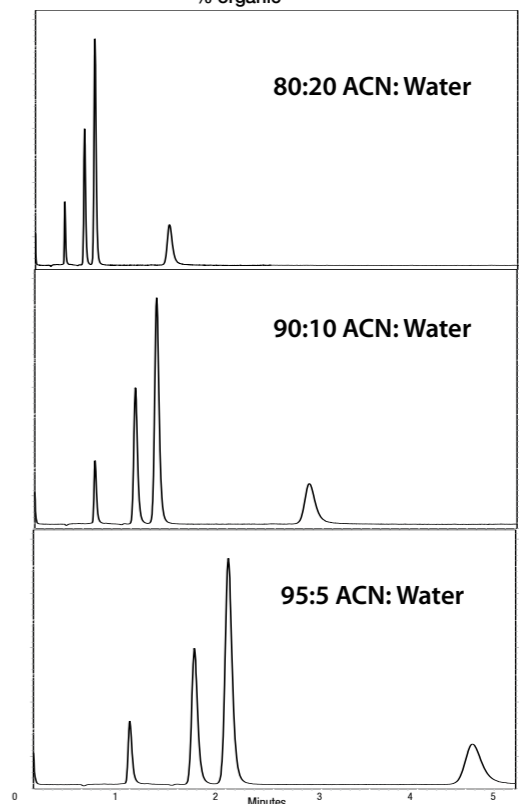 % organic
80:20 ACN: Water
90:10 ACN: Water
95:5 ACN: Water
0 1 2 3 4 5
Minutes